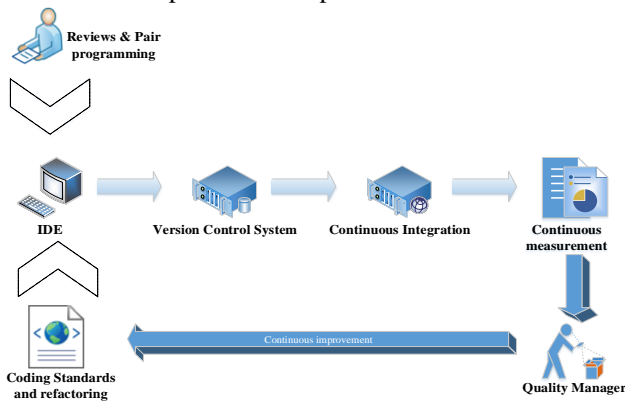 Reviews & Pair
programming
IDE
Version Control System
Continuous Integration
Continuous
measurement
Continuous improvement
Coding Standards
and refactoring
Quality Manager